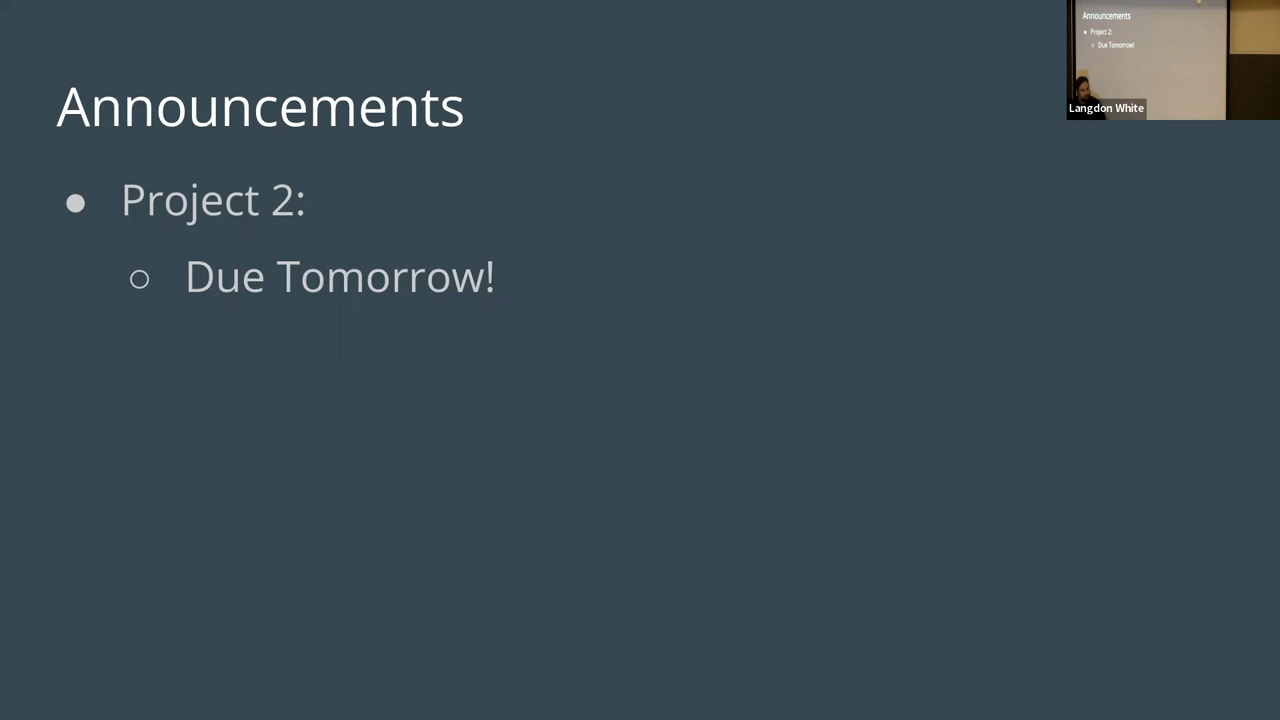 Announcements
● Project 2:
○ Due Tomorrow!
Announcements
● Project 2:
○ Due Tomorrow!
Langdon White